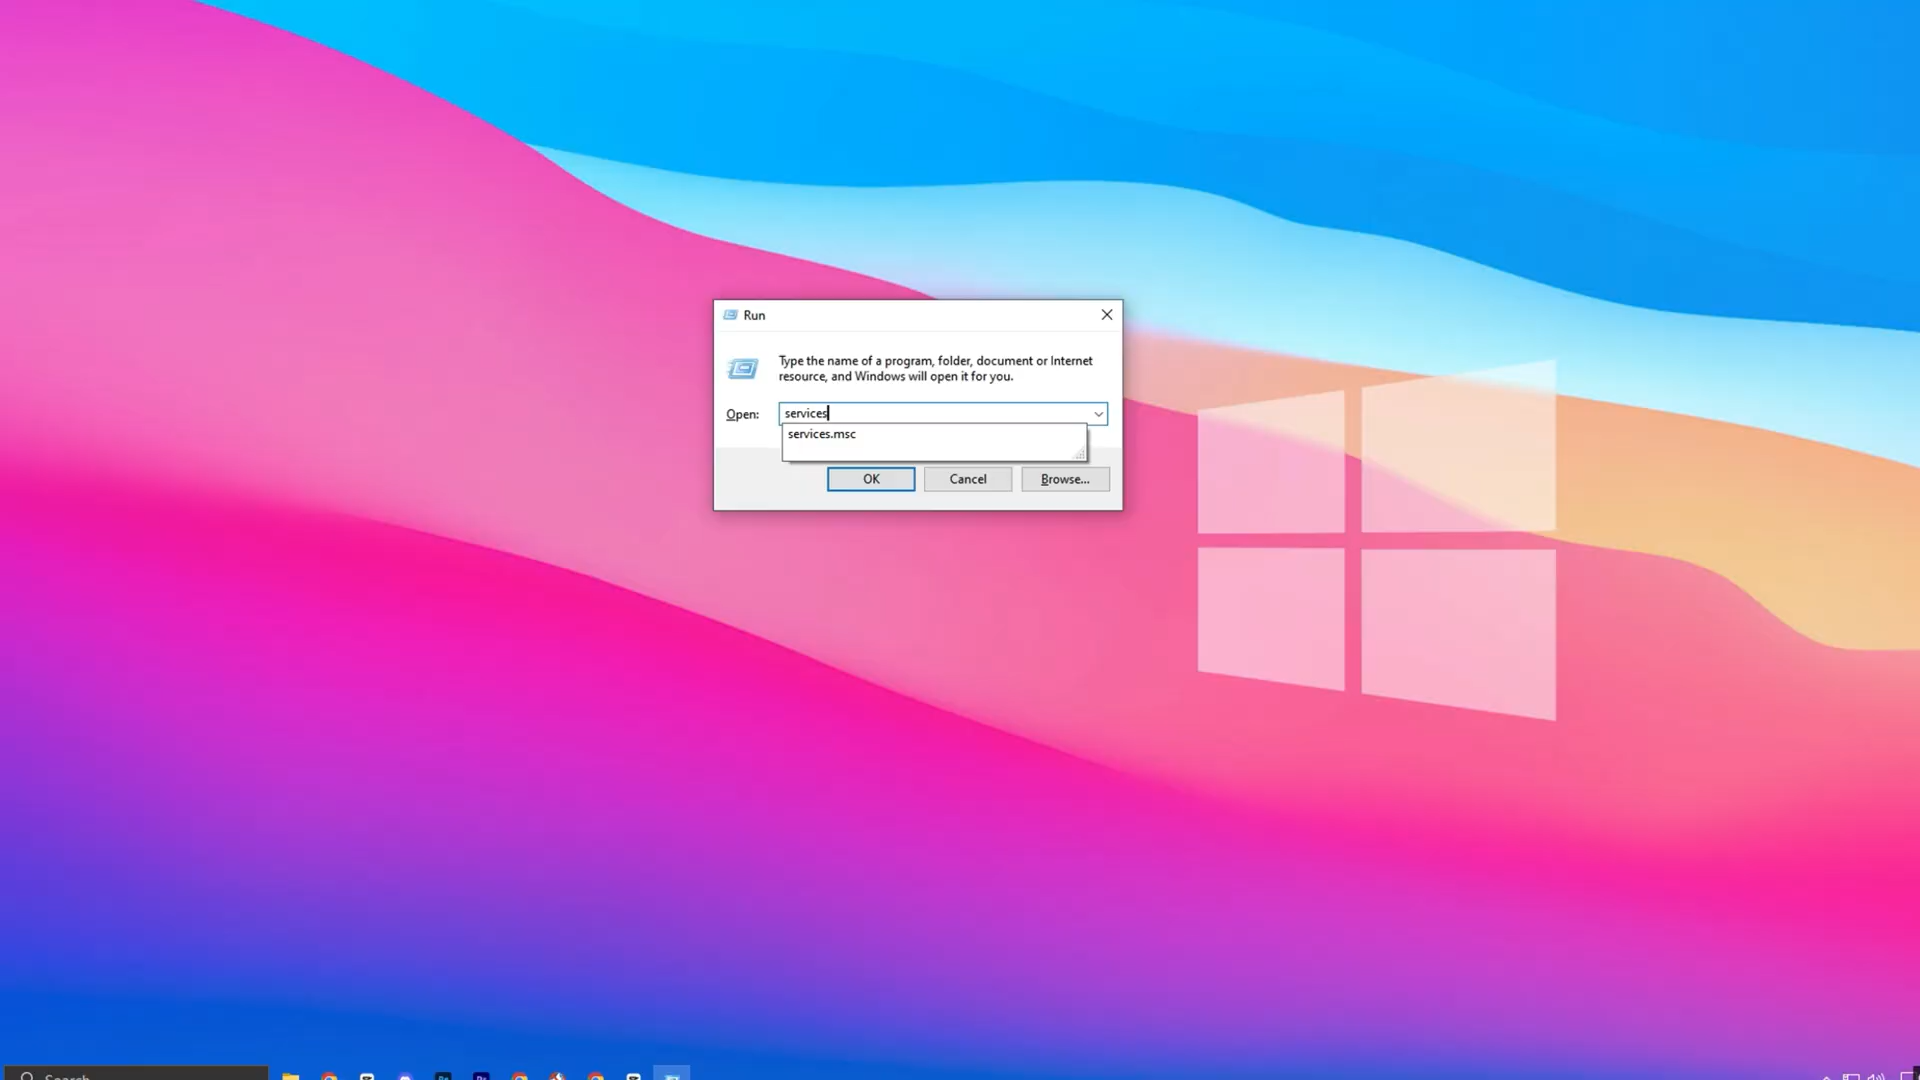 Run
Type the name of a program, folder, document or Internet
resource, and Windows will open it for you.
Open: services
services.msc
OK Cancel Browse...
Search